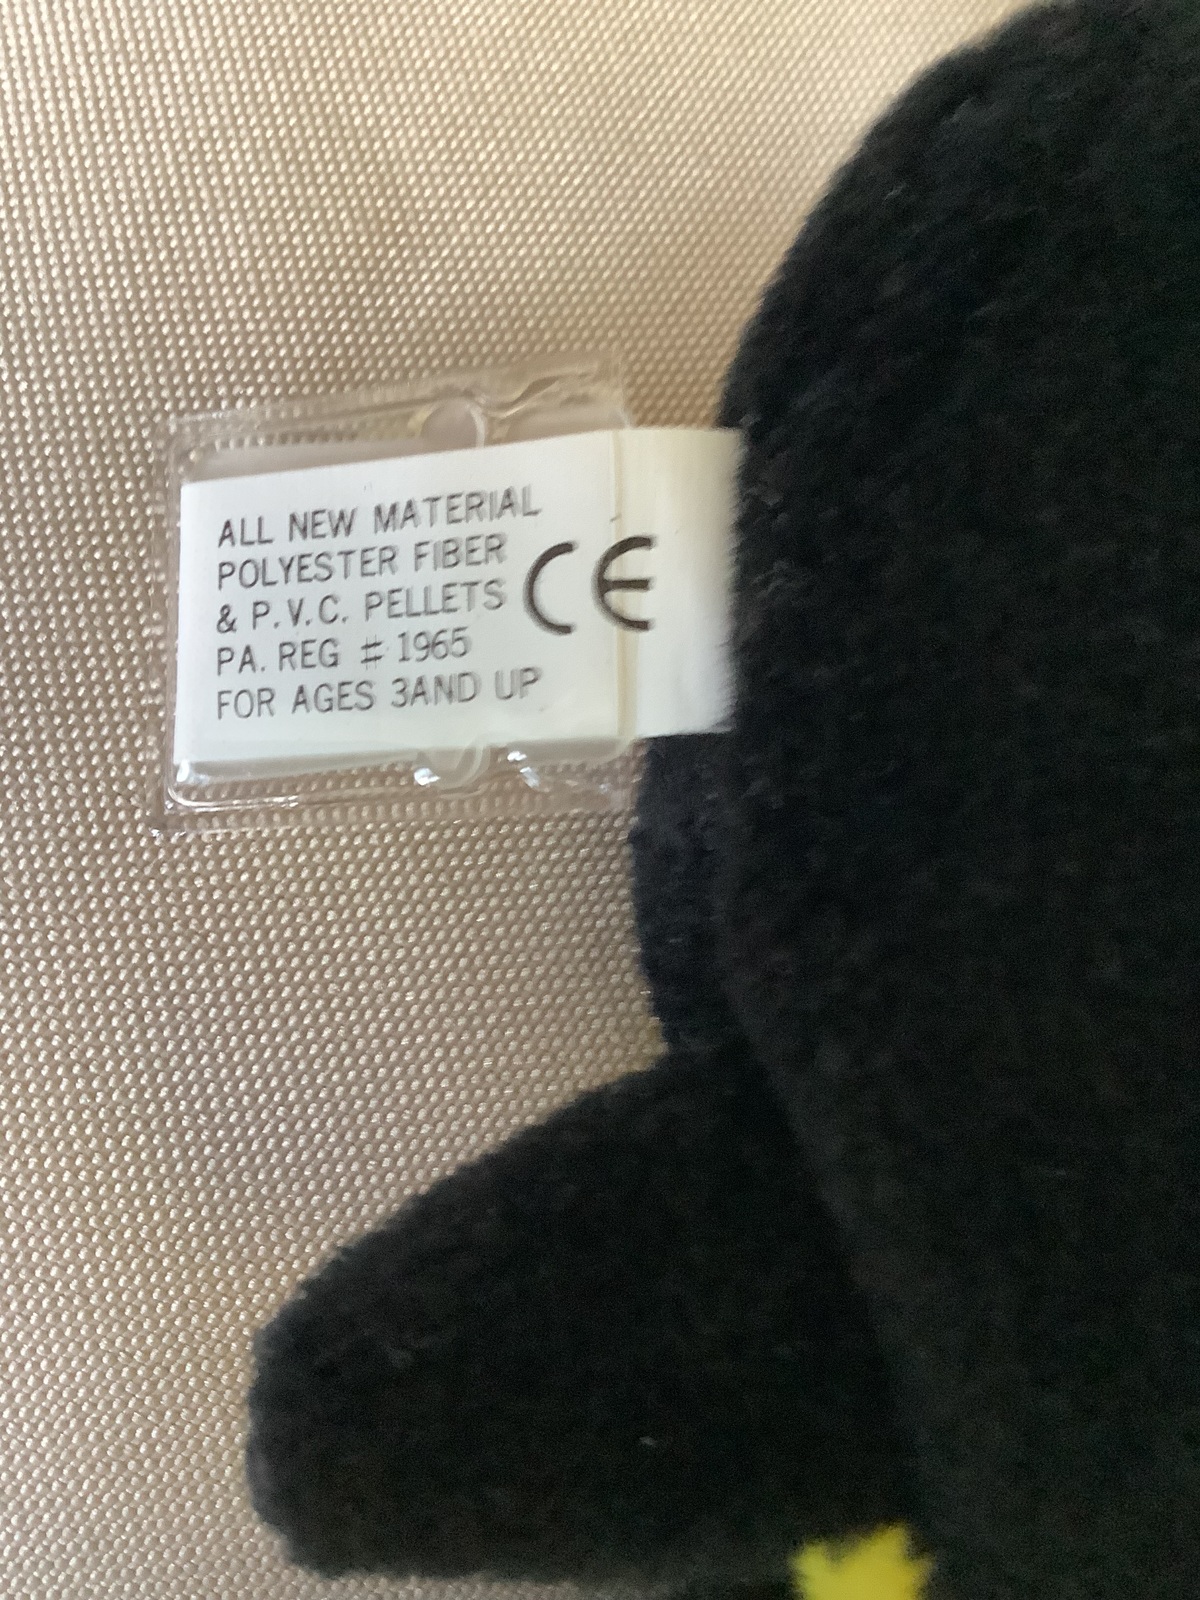 ALL NEW MATERIAL
POLYESTER FIBER
& P.V.C. PELLETS
PA. REG # 1965
FOR AGES 3AND UP
CE